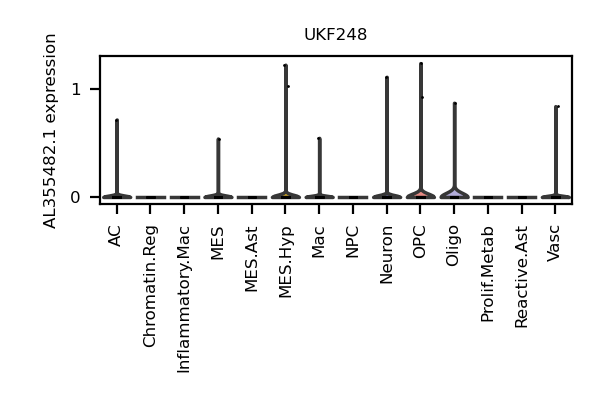 UKF248
AL355482.1 expression
1
0
AC
Chromatin.Reg
Inflammatory.Mac
MES
MES.Ast
MES.Hyp
Mac
NPC
Neuron
OPC
Oligo
Prolif.Metab
Reactive.Ast
Vasc